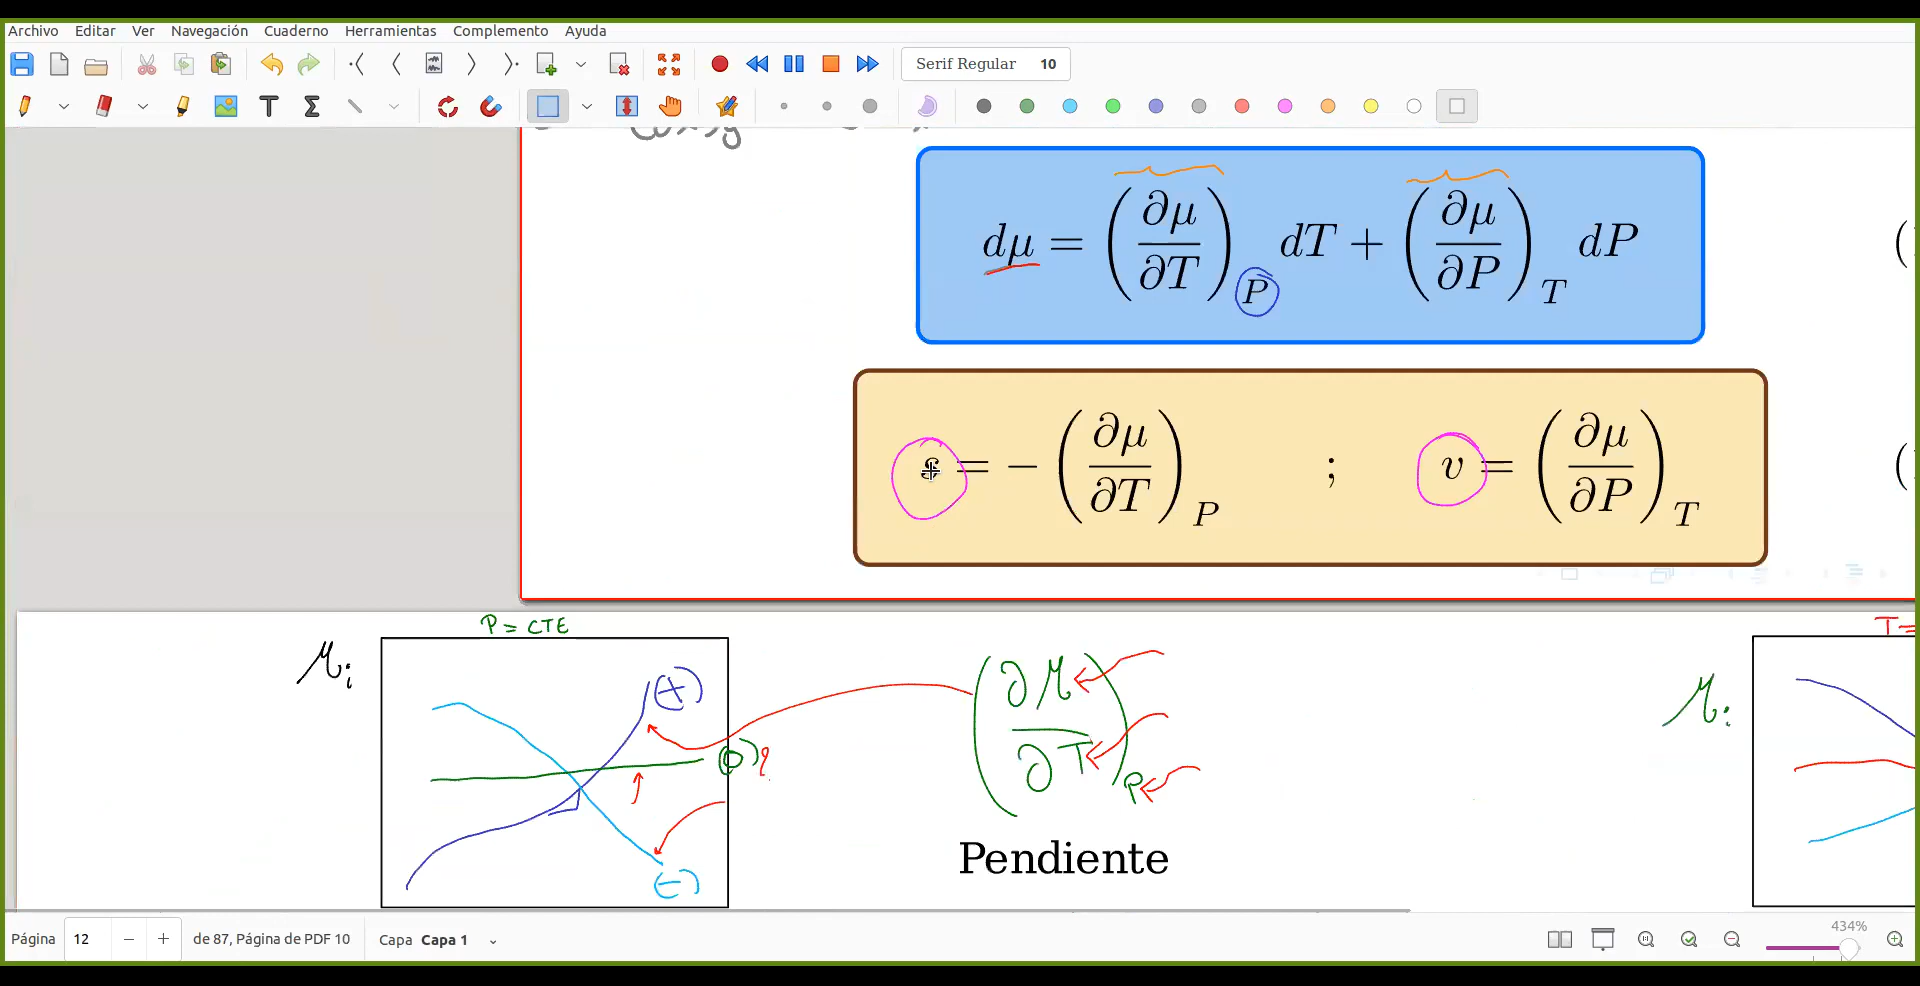 Archivo Editar Ver Navegación Cuaderno Herramientas Complemento Ayuda
Serif Regular 10
dμ = (∂μ/∂T)_P dT + (∂μ/∂P)_T dP
s = −(∂μ/∂T)_P ; v = (∂μ/∂P)_T
P = CTE
T=
μi
(+)
(0)?
(−)
(∂μ/∂T)_P
μi
Pendiente
Página 12 de 87, Página de PDF 10 Capa Capa 1
434%